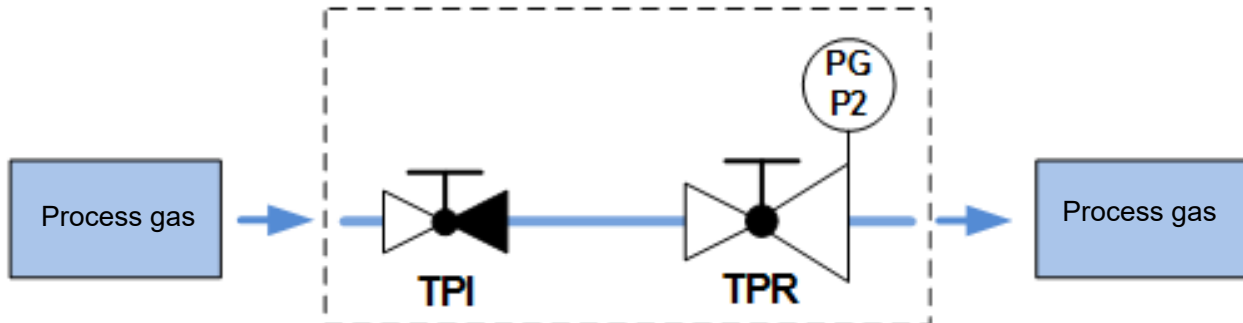 PG
P2
Process gas
Process gas
TPI
TPR